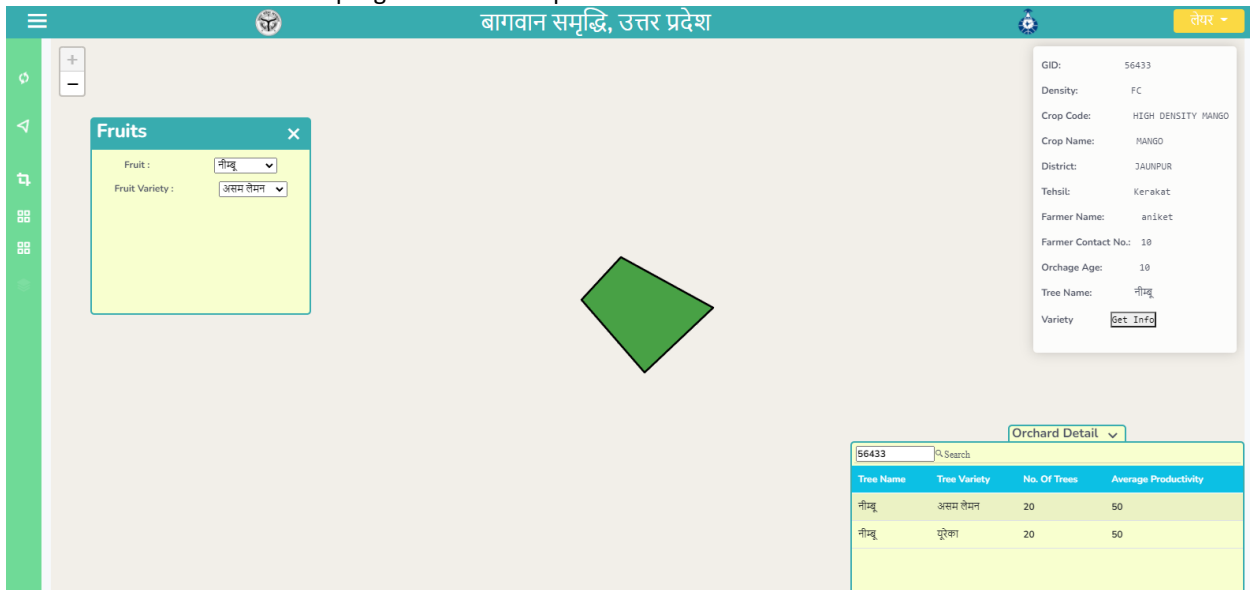 बागवान समृद्धि, उत्तर प्रदेश
लेयर
+
−
Fruits ×
Fruit : नीम्बू
Fruit Variety : असम लेमन
GID: 56433
Density: FC
Crop Code: HIGH DENSITY MANGO
Crop Name: MANGO
District: JAUNPUR
Tehsil: Kerakat
Farmer Name: aniket
Farmer Contact No.: 10
Orchage Age: 10
Tree Name: नीम्बू
Variety Get Info
Orchard Detail
56433 Search
Tree Name Tree Variety No. Of Trees Average Productivity
नीम्बू असम लेमन 20 50
नीम्बू यूरेका 20 50